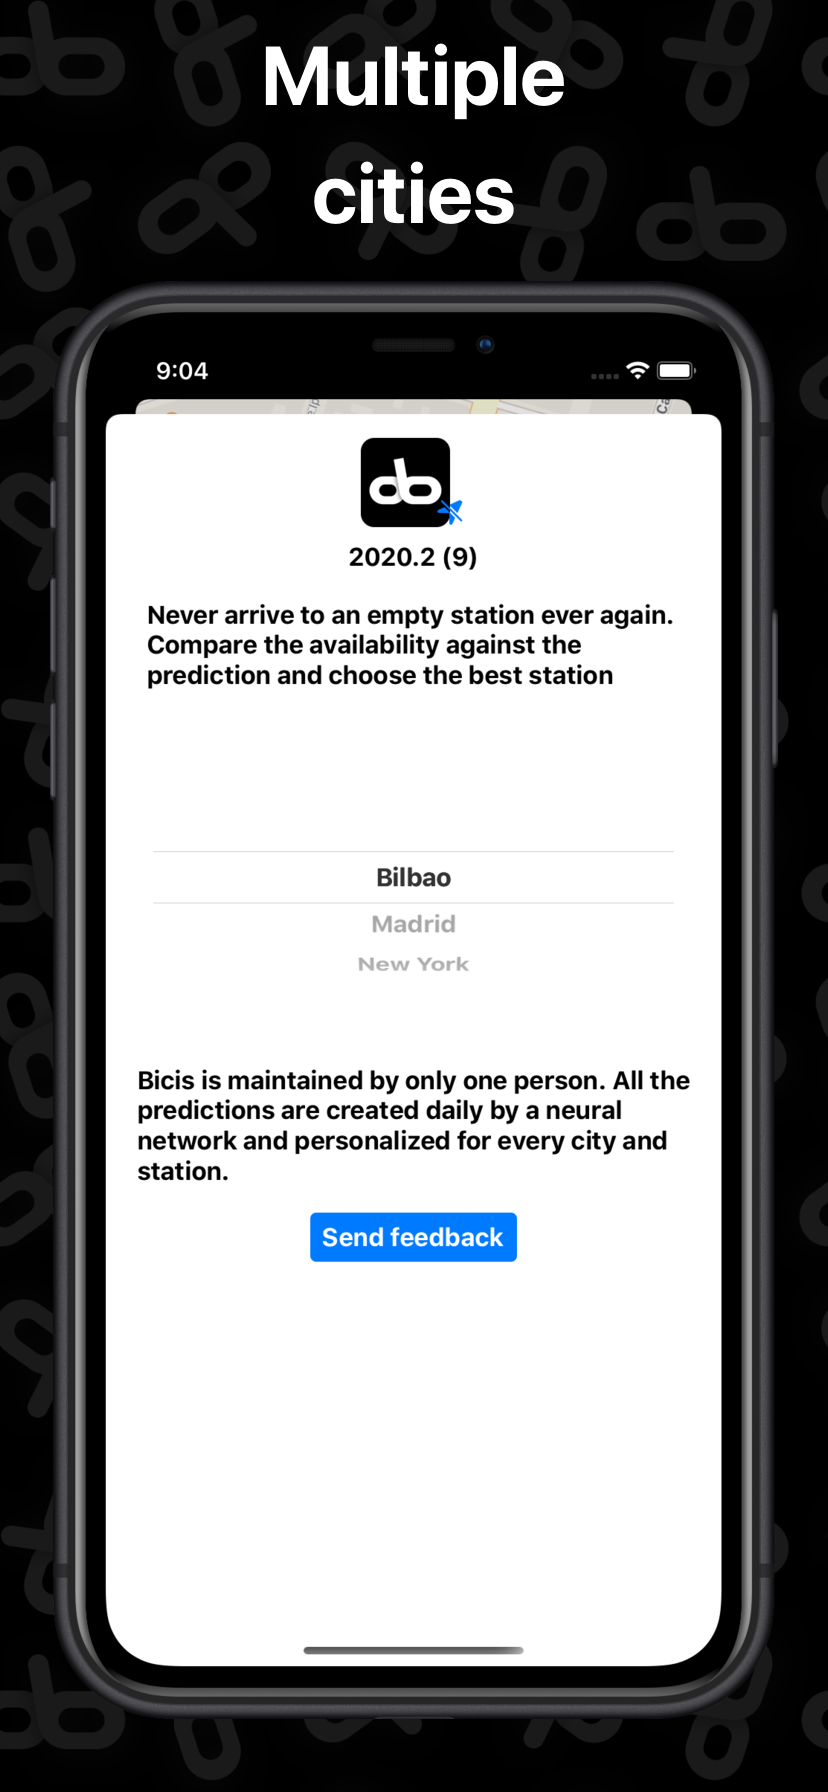 Multiple
cities
9:04
2020.2 (9)
Never arrive to an empty station ever again.
Compare the availability against the
prediction and choose the best station
Bilbao
Madrid
New York
Bicis is maintained by only one person. All the
predictions are created daily by a neural
network and personalized for every city and
station.
Send feedback